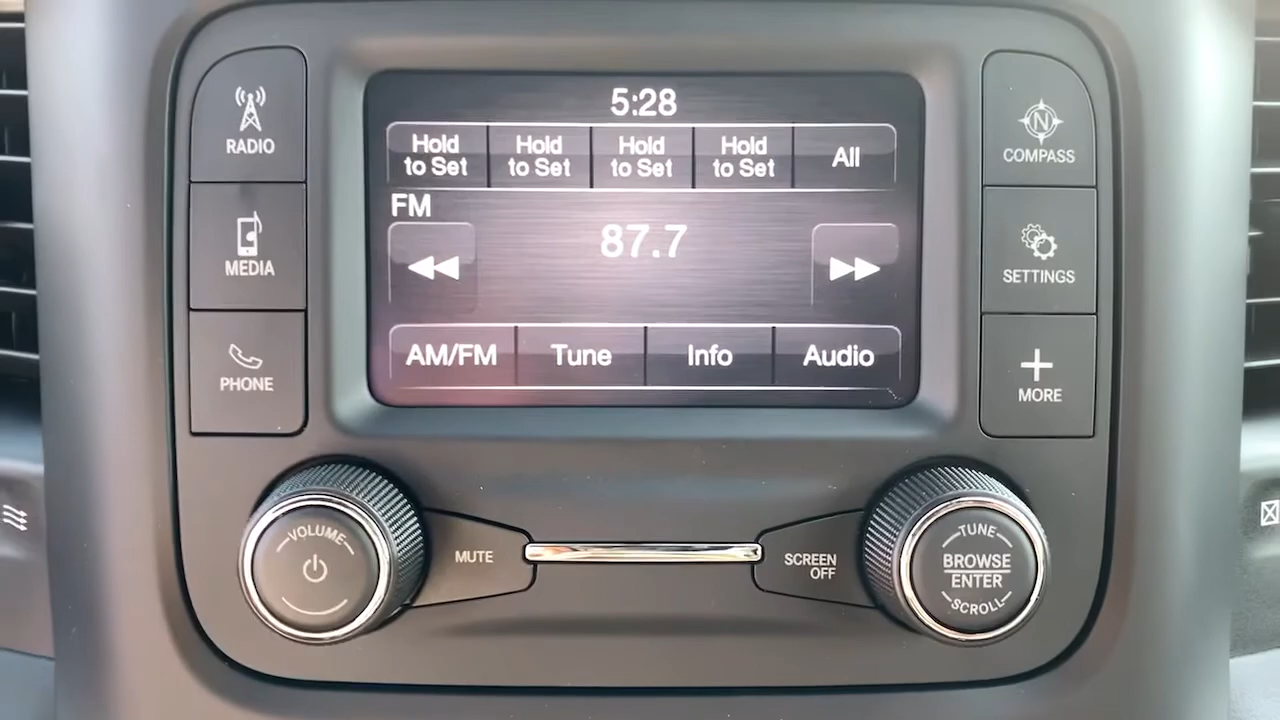 5:28
Hold
to Set
Hold
to Set
Hold
to Set
Hold
to Set
All
FM
87.7
AM/FM
Tune
Info
Audio
RADIO
MEDIA
PHONE
N
COMPASS
SETTINGS
MORE
VOLUME
MUTE
SCREEN
OFF
TUNE
BROWSE
ENTER
SCROLL